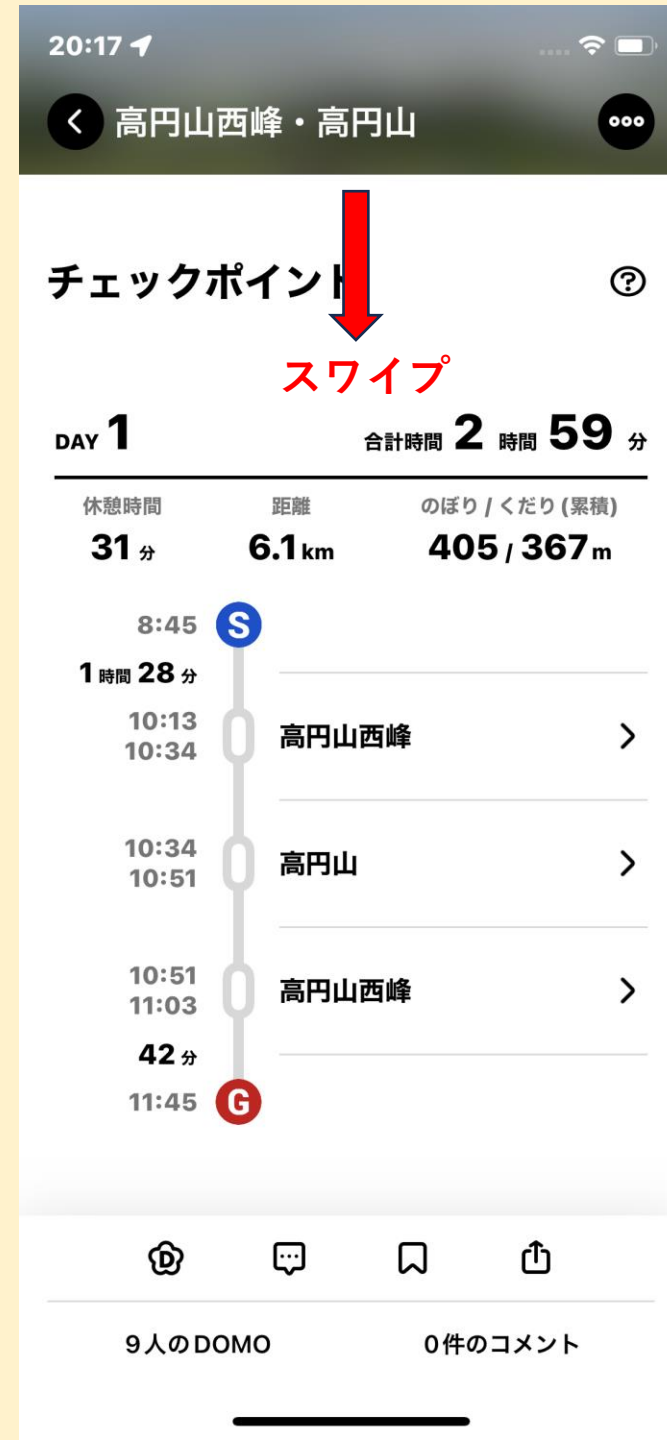 20:17
高円山西峰・高円山
チェックポイント
スワイプ
DAY 1 合計時間 2 時間 59 分
休憩時間 距離 のぼり / くだり (累積)
31 分 6.1 km 405 / 367 m
8:45 S
1 時間 28 分
10:13
10:34
高円山西峰
10:34
10:51
高円山
10:51
11:03
高円山西峰
42 分
11:45 G
D
9人のDOMO 0件のコメント